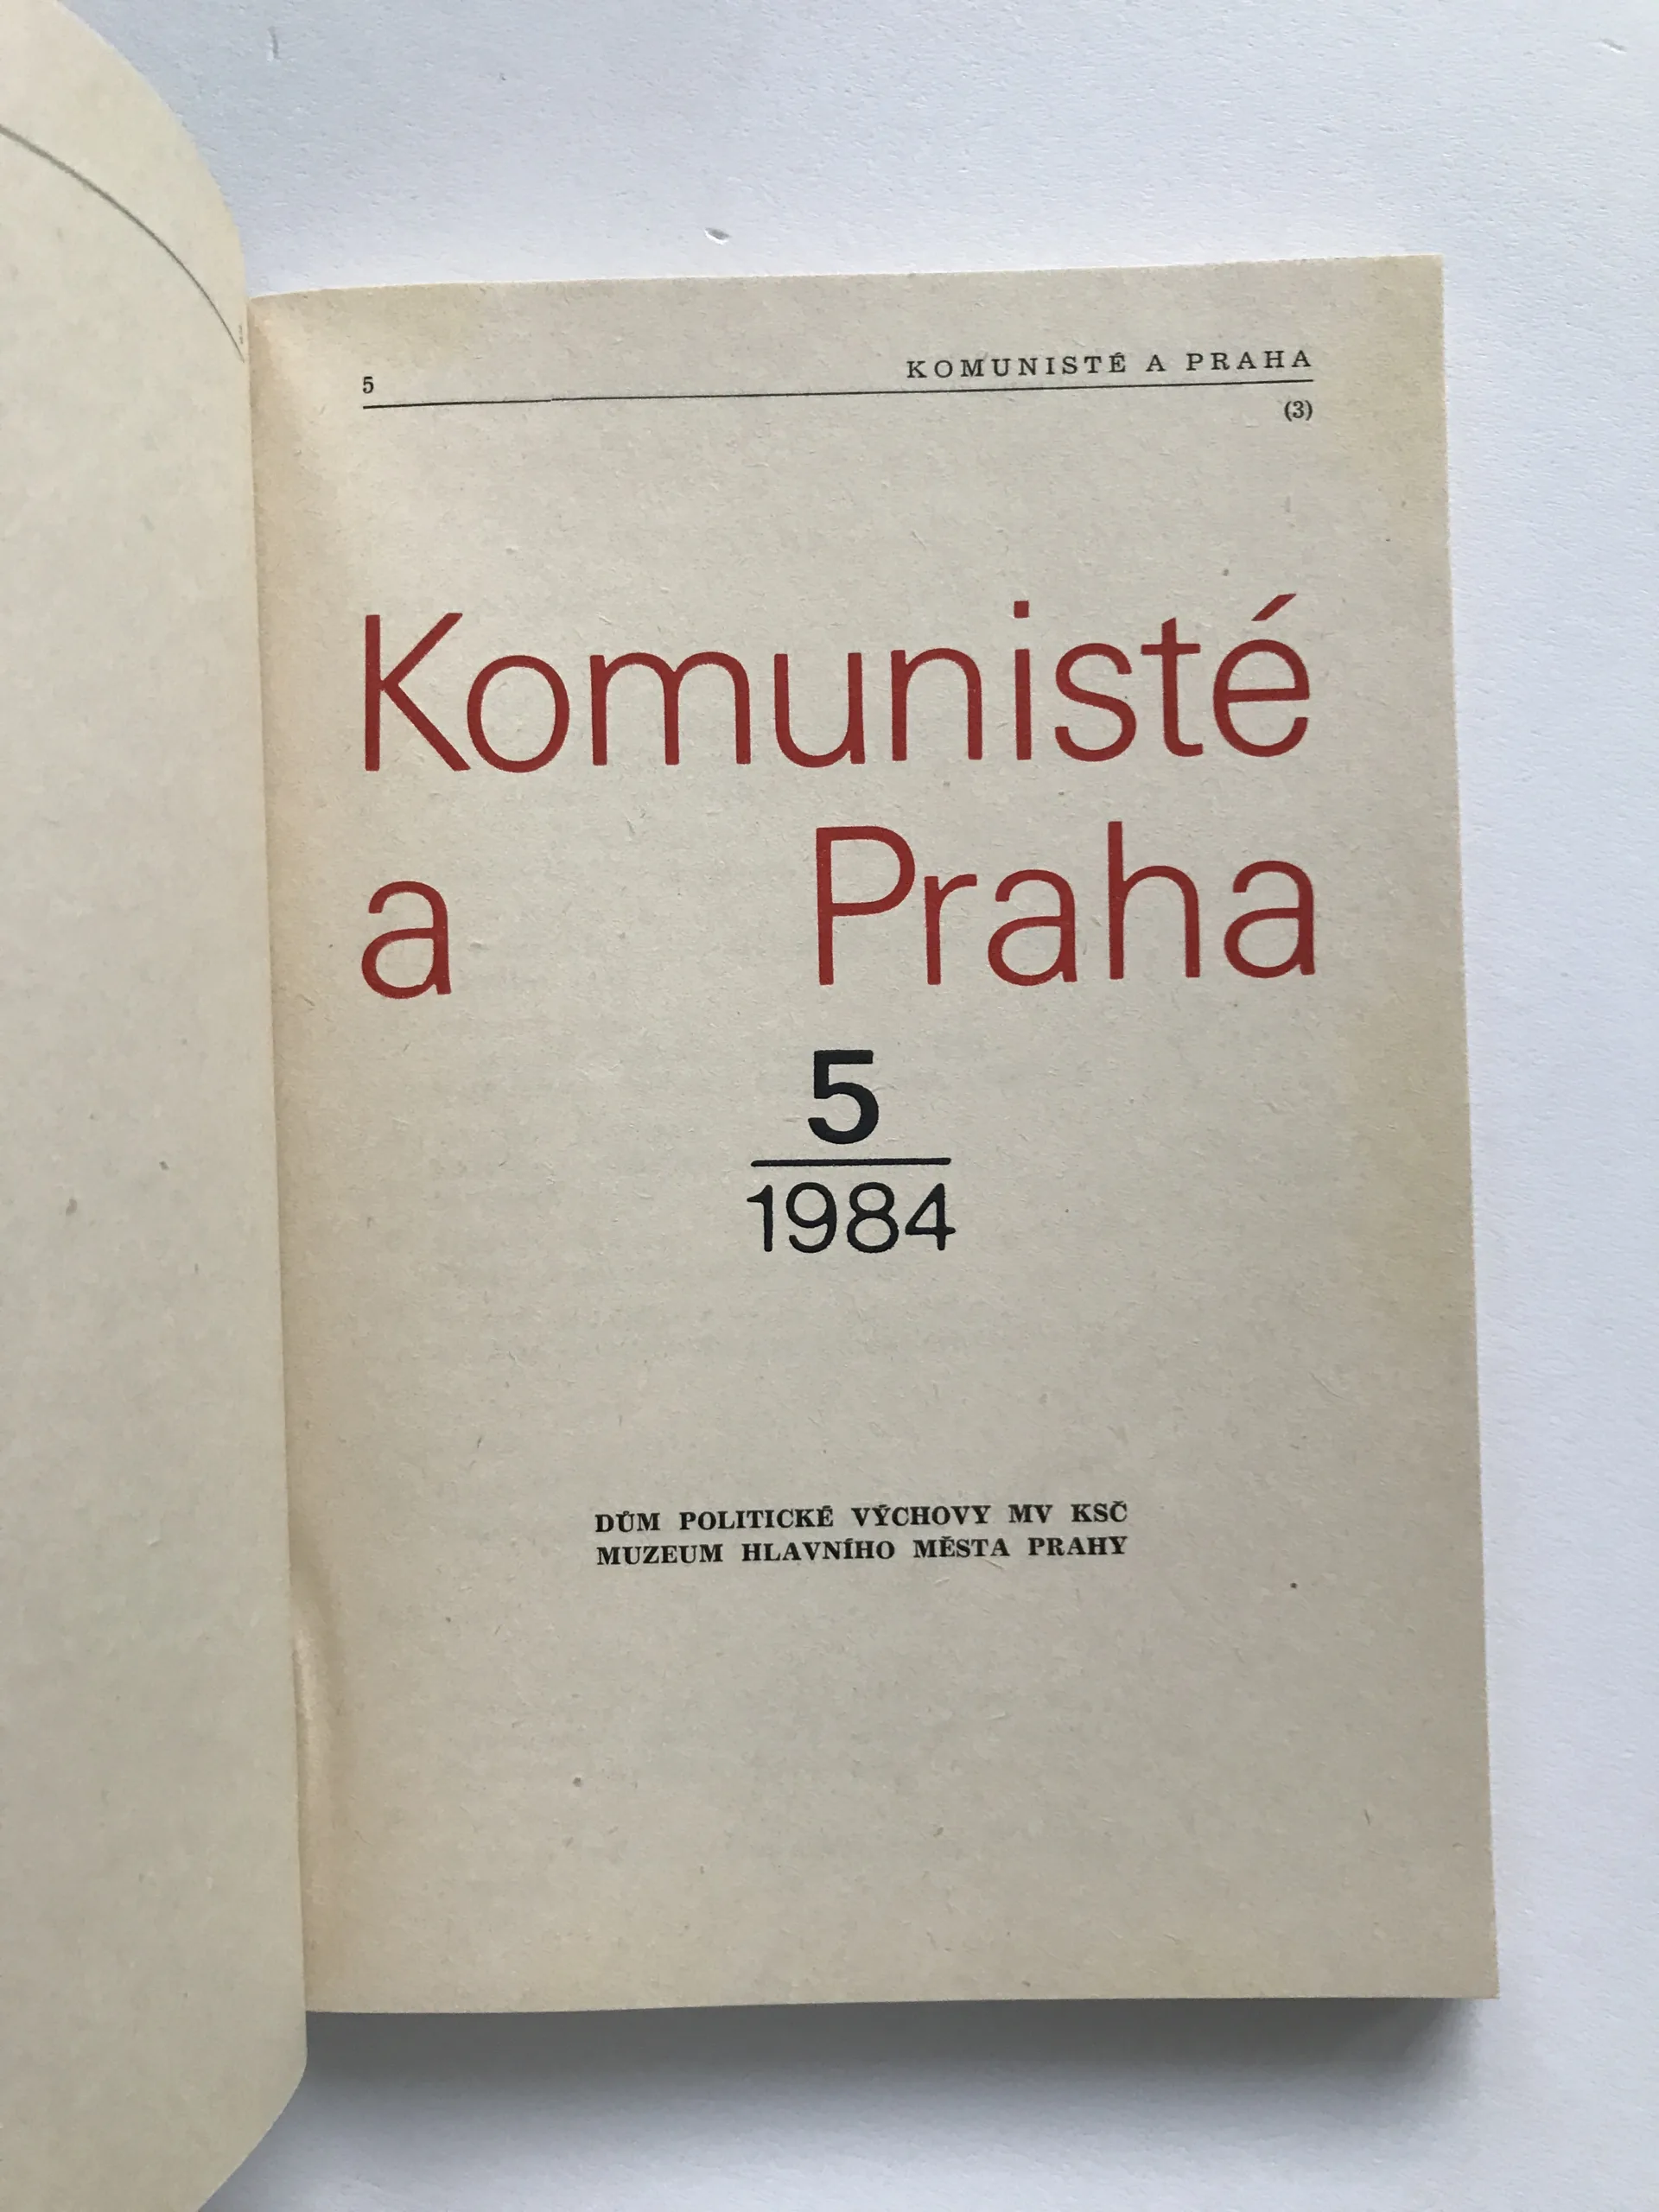 5 KOMUNISTÉ A PRAHA
(3)
Komunisté
a Praha
5
1984
DŮM POLITICKÉ VÝCHOVY MV KSČ
MUZEUM HLAVNÍHO MĚSTA PRAHY